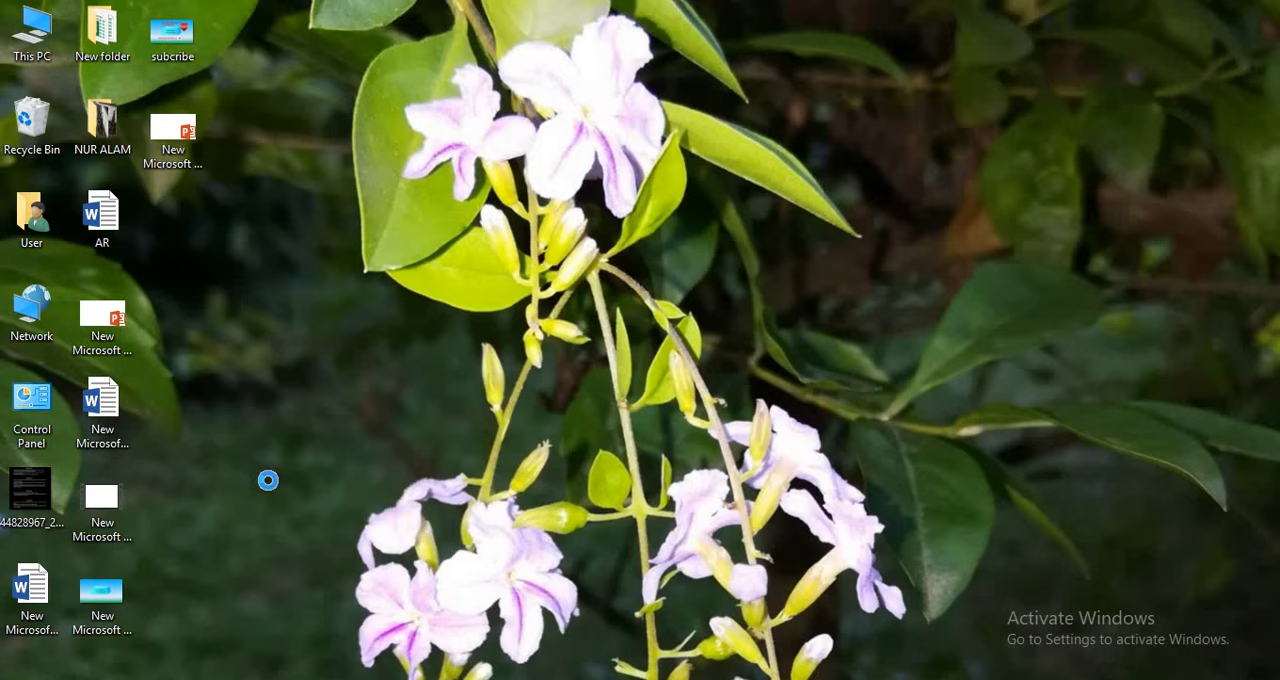 This PC
New folder
subcribe
Recycle Bin
NUR ALAM
New
Microsoft ...
User
AR
Network
New
Microsoft ...
Control
Panel
New
Microsof...
44828967_2...
New
Microsoft ...
New
Microsof...
New
Microsoft ...
Activate Windows
Go to Settings to activate Windows.